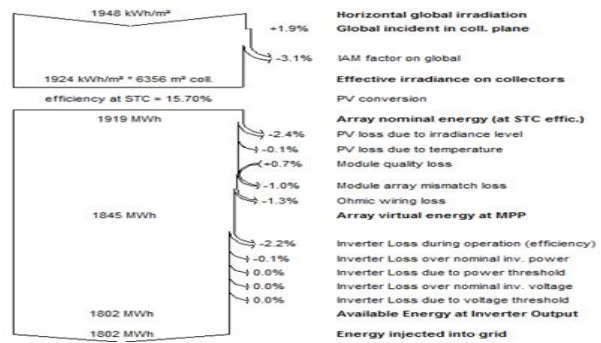 1948 kWh/m² Horizontal global irradiation
+1.9% Global incident in coll. plane
-3.1% IAM factor on global
1924 kWh/m² * 6356 m² coll. Effective irradiance on collectors
efficiency at STC = 15.70% PV conversion
1919 MWh Array nominal energy (at STC effic.)
-2.4% PV loss due to irradiance level
-0.1% PV loss due to temperature
+0.7% Module quality loss
-1.0% Module array mismatch loss
-1.3% Ohmic wiring loss
1845 MWh Array virtual energy at MPP
-2.2% Inverter Loss during operation (efficiency)
-0.1% Inverter Loss over nominal inv. power
0.0% Inverter Loss due to power threshold
0.0% Inverter Loss over nominal inv. voltage
0.0% Inverter Loss due to voltage threshold
1802 MWh Available Energy at Inverter Output
1802 MWh Energy injected into grid